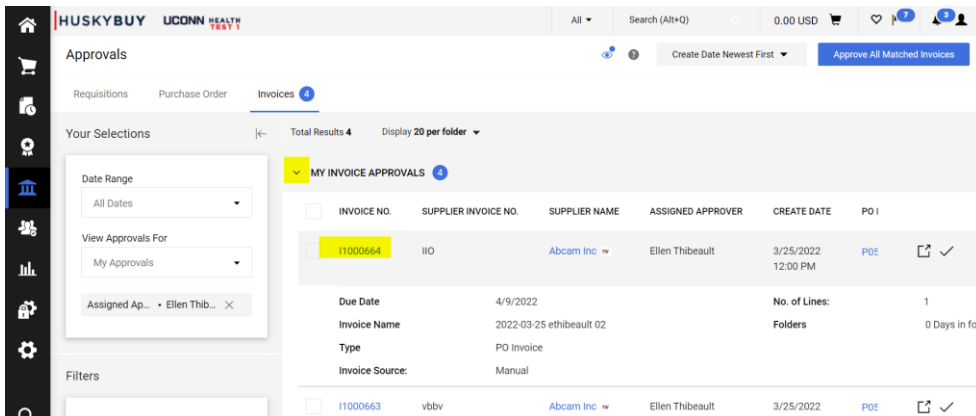 HUSKYBUY UCONN HEALTH TEST 1 All Search (Alt+Q) 0.00 USD 7 3
Approvals Create Date Newest First Approve All Matched Invoices
Requisitions Purchase Order Invoices 4
Your Selections Total Results 4 Display 20 per folder
MY INVOICE APPROVALS 4
Date Range
All Dates
INVOICE NO. SUPPLIER INVOICE NO. SUPPLIER NAME ASSIGNED APPROVER CREATE DATE PO I
View Approvals For
My Approvals
I1000664 IIO Abcam Inc Ellen Thibeault 3/25/2022 P05
12:00 PM
Assigned Ap... • Ellen Thib...
Due Date 4/9/2022 No. of Lines: 1
Invoice Name 2022-03-25 ethibeault 02 Folders 0 Days in fo
Type PO Invoice
Invoice Source: Manual
Filters
I1000663 vbbv Abcam Inc Ellen Thibeault 3/25/2022 P05